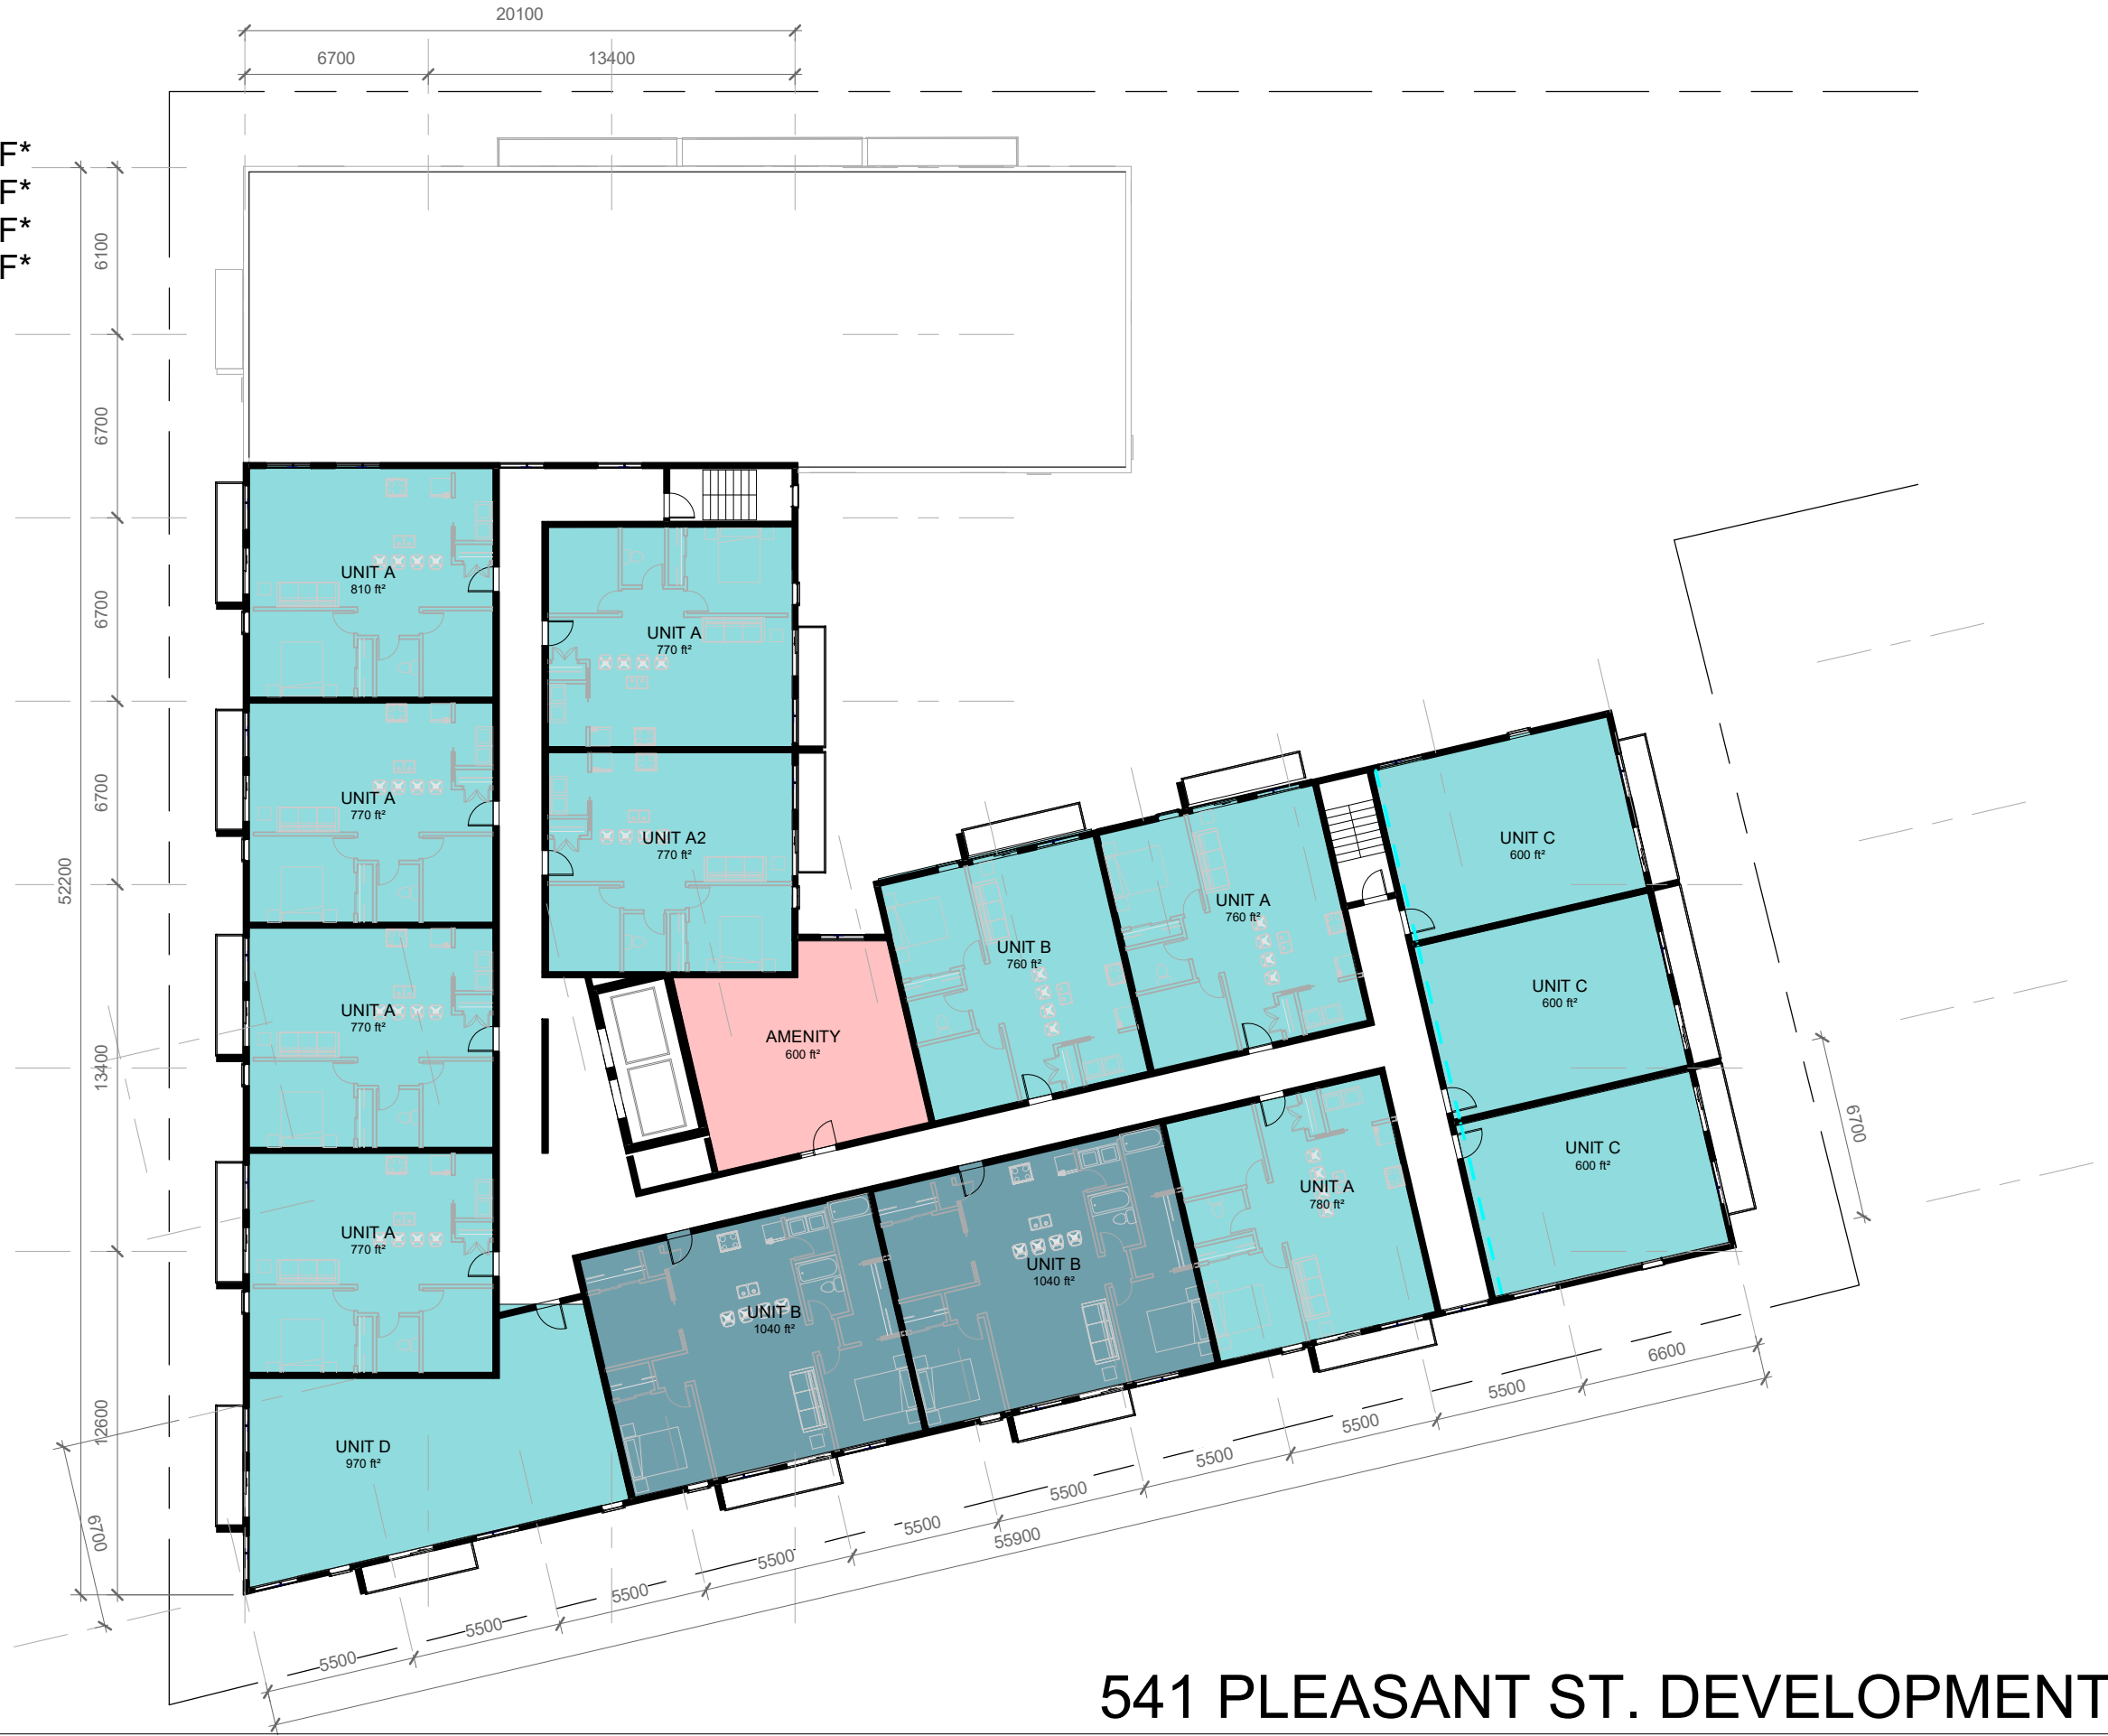 20100
6700
13400
F*
F*
F*
F*
6100
6700
6700
6700
52200
13400
12600
6700
UNIT A
810 ft²
UNIT A
770 ft²
UNIT A
770 ft²
UNIT A2
770 ft²
UNIT A
770 ft²
UNIT A
770 ft²
UNIT D
970 ft²
AMENITY
600 ft²
UNIT B
760 ft²
UNIT A
760 ft²
UNIT C
600 ft²
UNIT C
600 ft²
UNIT C
600 ft²
UNIT B
1040 ft²
UNIT B
1040 ft²
UNIT A
780 ft²
6700
5500
5500
5500
5500
5500
5500
5500
5500
5500
6600
55900
541 PLEASANT ST. DEVELOPMENT